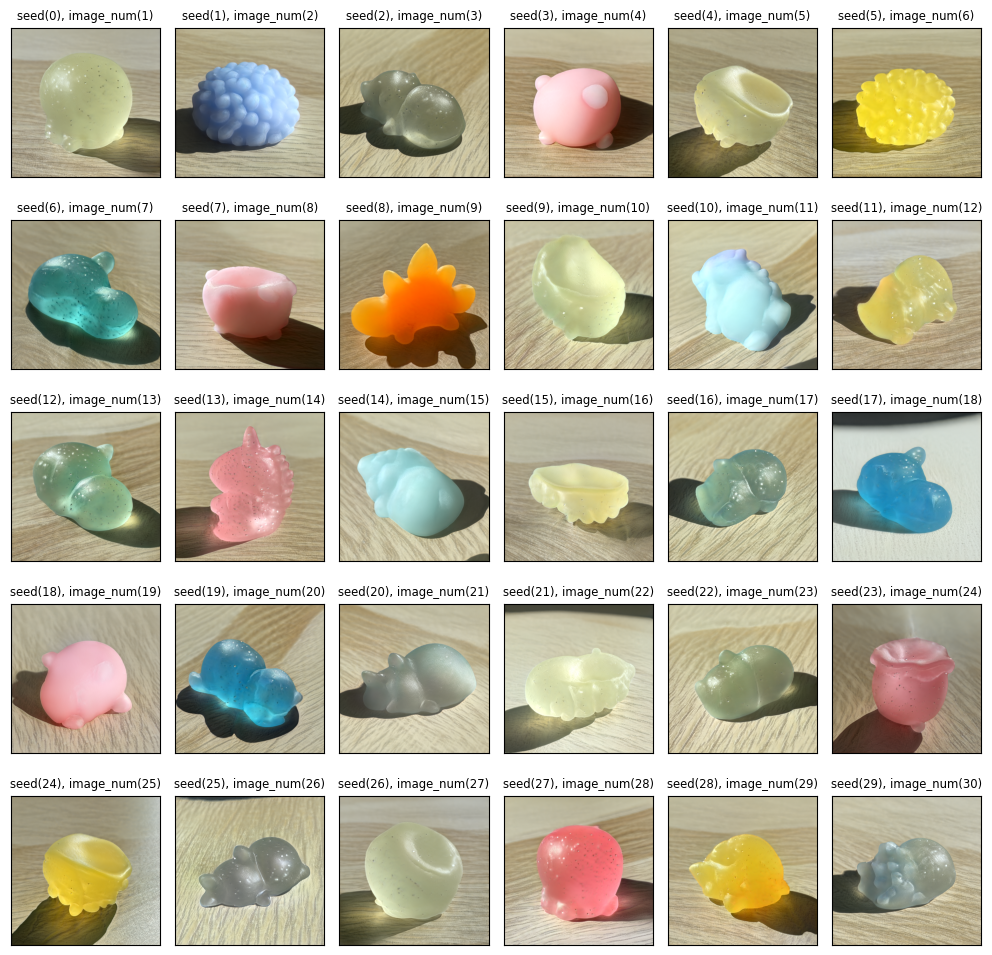 seed(0), image_num(1)
seed(1), image_num(2)
seed(2), image_num(3)
seed(3), image_num(4)
seed(4), image_num(5)
seed(5), image_num(6)
seed(6), image_num(7)
seed(7), image_num(8)
seed(8), image_num(9)
seed(9), image_num(10)
seed(10), image_num(11)
seed(11), image_num(12)
seed(12), image_num(13)
seed(13), image_num(14)
seed(14), image_num(15)
seed(15), image_num(16)
seed(16), image_num(17)
seed(17), image_num(18)
seed(18), image_num(19)
seed(19), image_num(20)
seed(20), image_num(21)
seed(21), image_num(22)
seed(22), image_num(23)
seed(23), image_num(24)
seed(24), image_num(25)
seed(25), image_num(26)
seed(26), image_num(27)
seed(27), image_num(28)
seed(28), image_num(29)
seed(29), image_num(30)